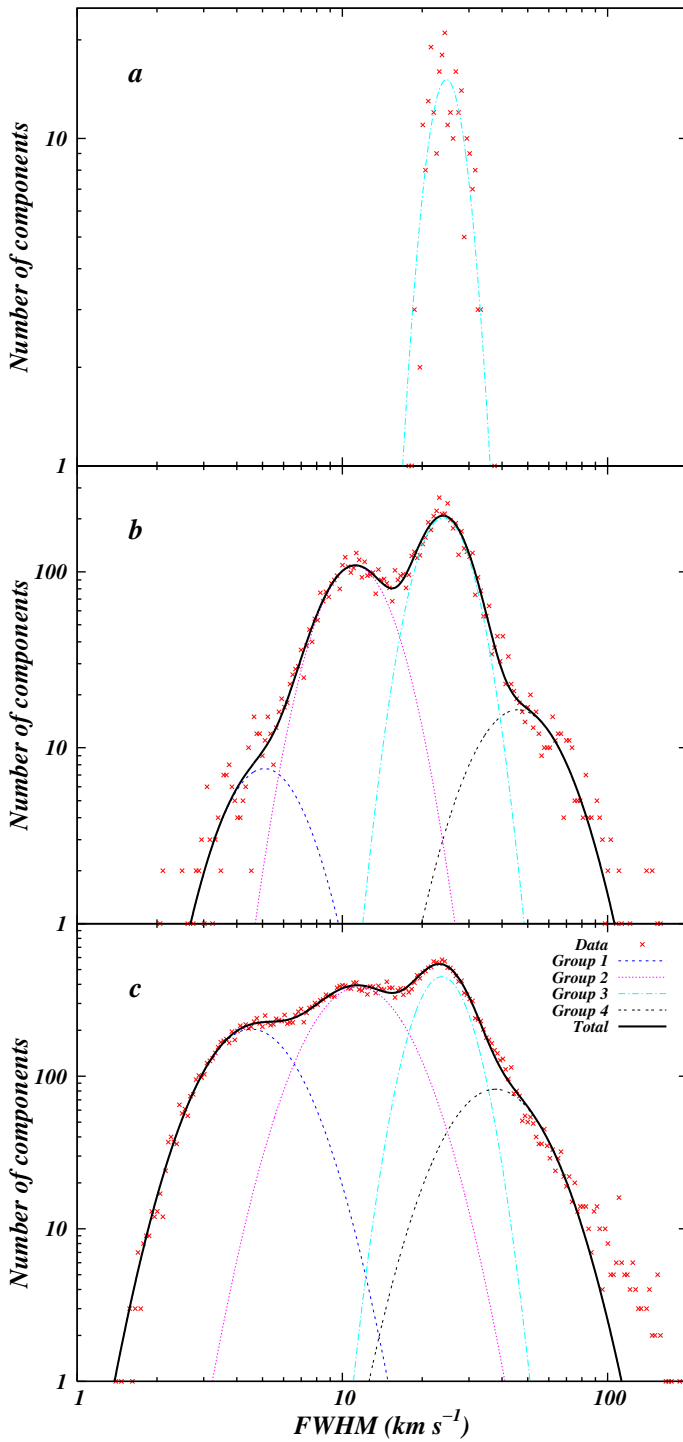 a
10
1
Number of components
b
100
10
1
Number of components
c
Data
Group 1
Group 2
Group 3
Group 4
Total
100
10
1
Number of components
1
10
100
FWHM (km s⁻¹)